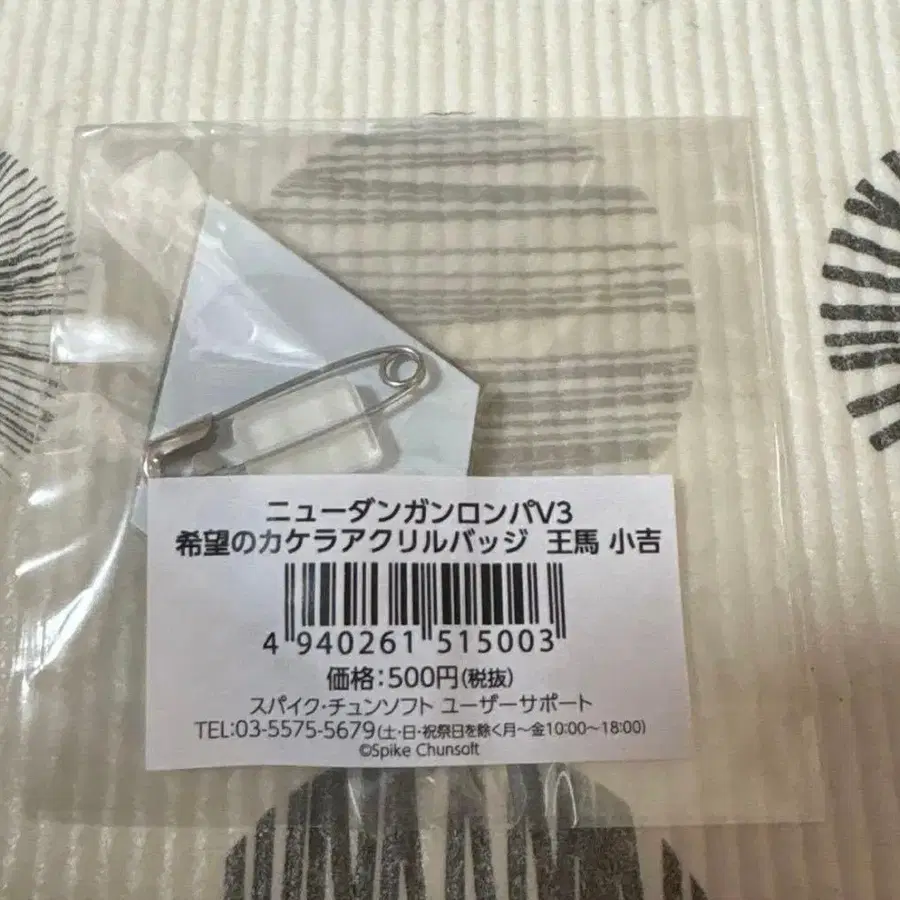 ニューダンガンロンパV3
希望のカケラアクリルバッジ 王馬 小吉
4 940261 515003
価格:500円(税抜)
スパイク・チュンソフト ユーザーサポート
TEL:03-5575-5679(土・日・祝祭日を除く月～金10:00～18:00)
©Spike Chunsoft